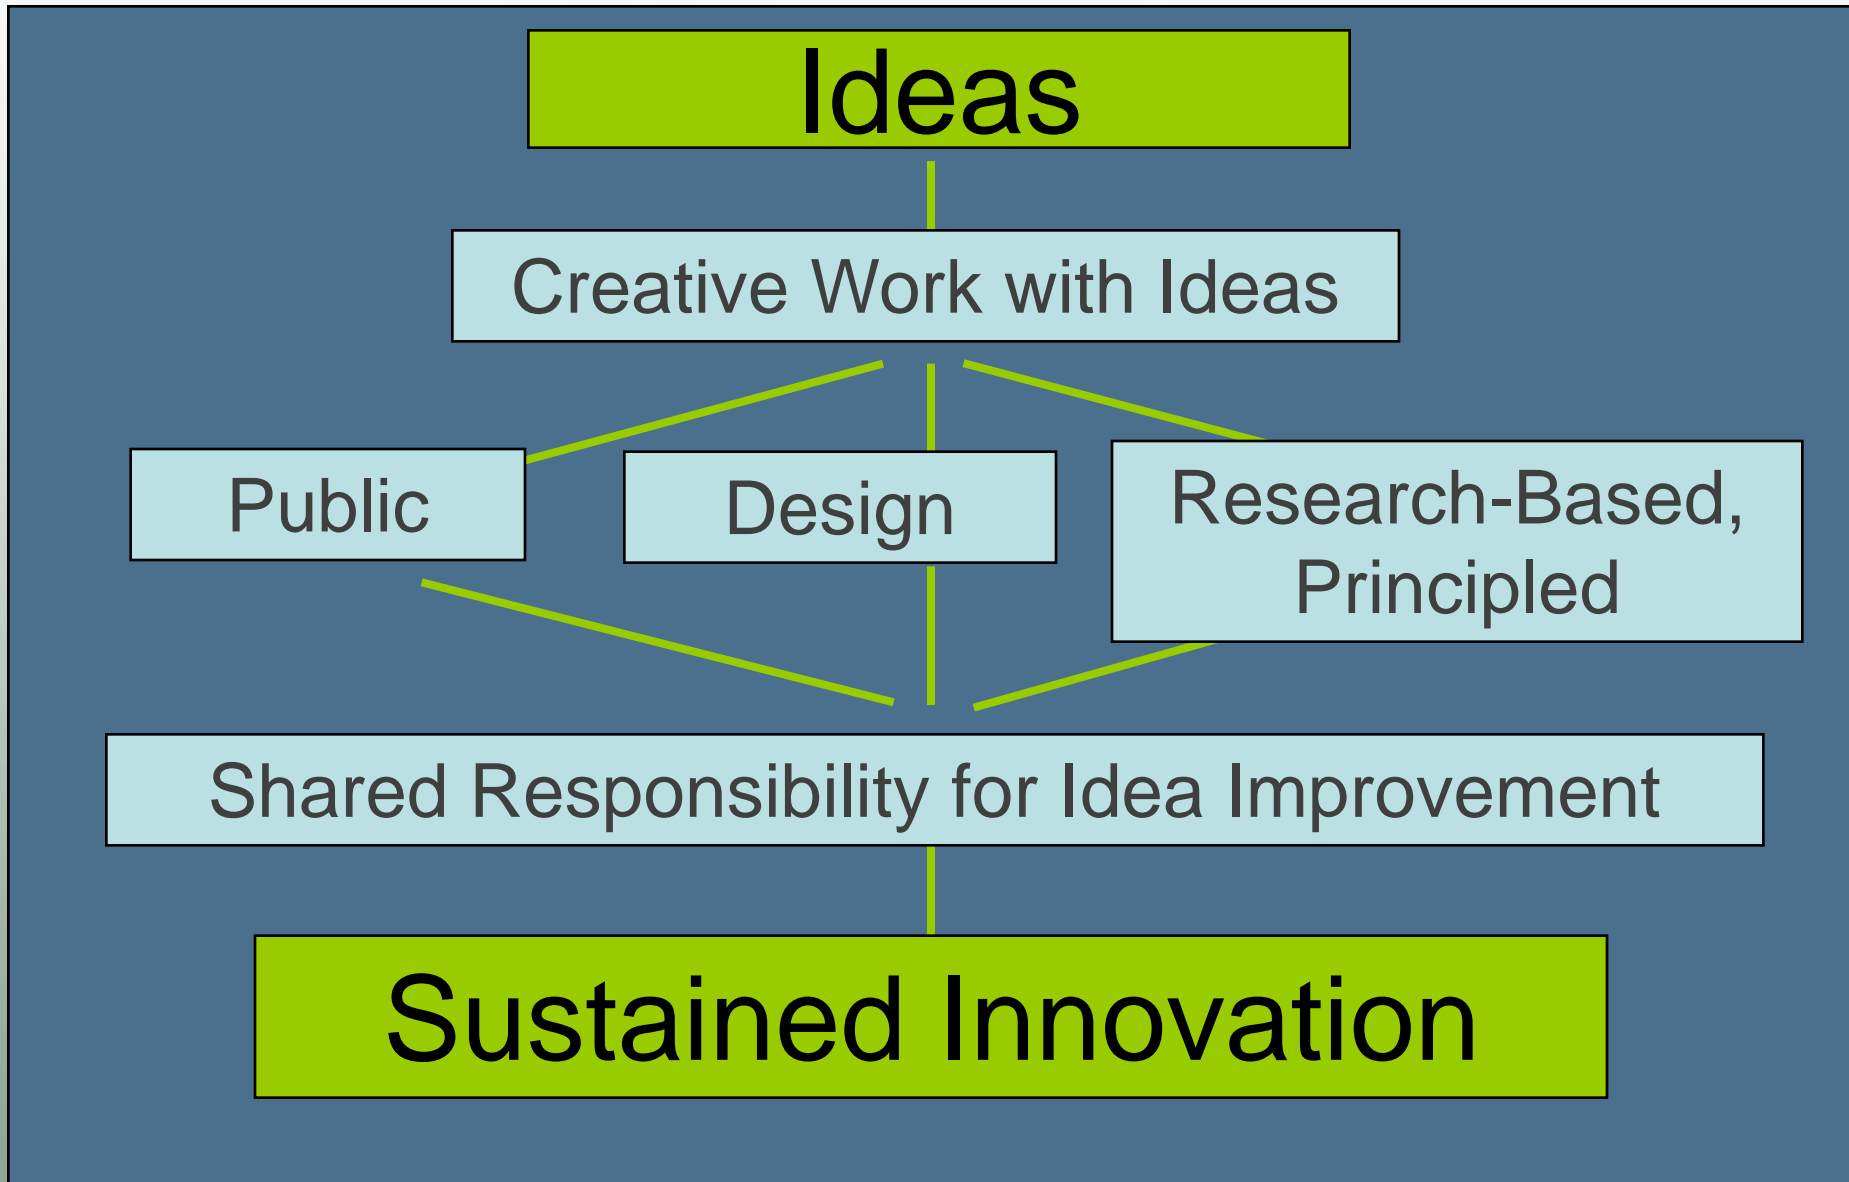 Ideas
Creative Work with Ideas
Public
Design
Research-Based,
Principled
Shared Responsibility for Idea Improvement
Sustained Innovation